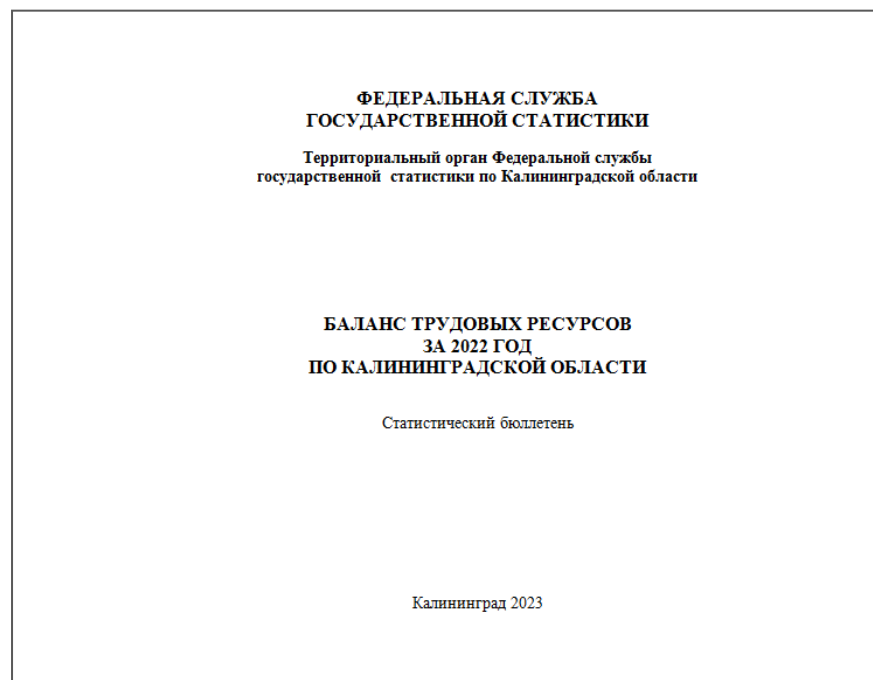 ФЕДЕРАЛЬНАЯ СЛУЖБА
ГОСУДАРСТВЕННОЙ СТАТИСТИКИ
Территориальный орган Федеральной службы
государственной статистики по Калининградской области
БАЛАНС ТРУДОВЫХ РЕСУРСОВ
ЗА 2022 ГОД
ПО КАЛИНИНГРАДСКОЙ ОБЛАСТИ
Статистический бюллетень
Калининград 2023